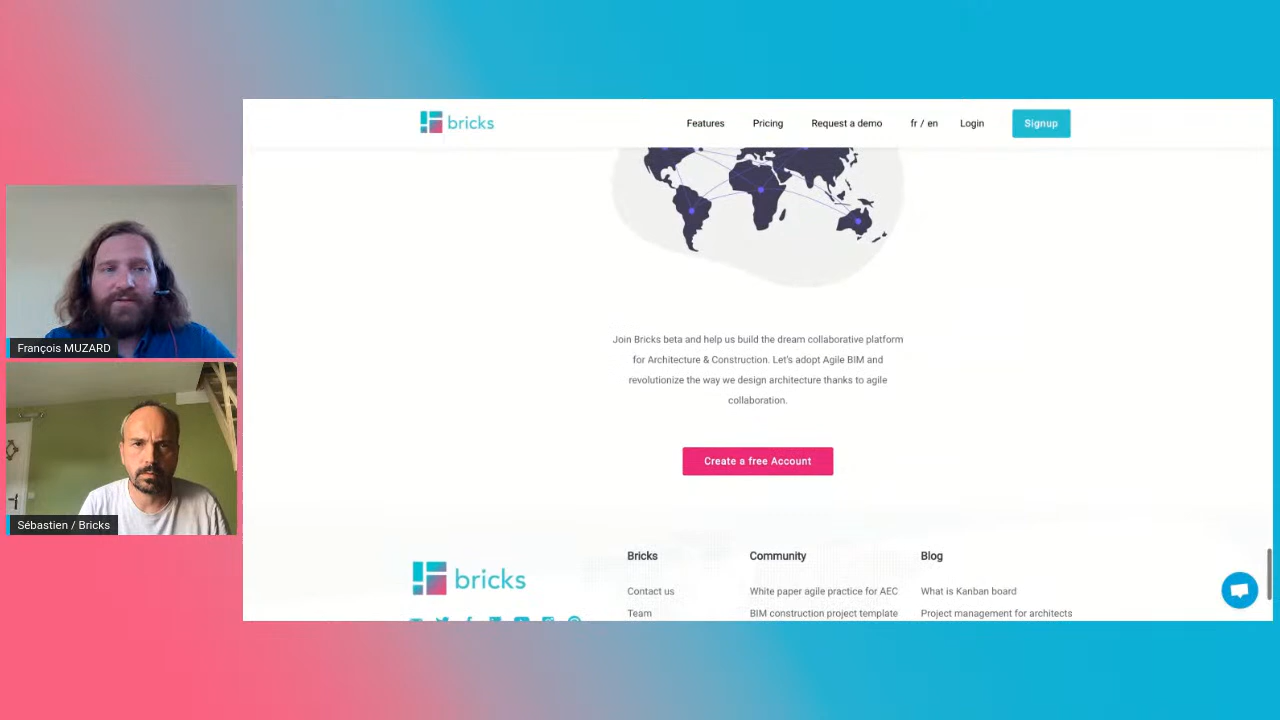 bricks
Features
Pricing
Request a demo
fr / en
Login
Signup
Join Bricks beta and help us build the dream collaborative platform
for Architecture & Construction. Let's adopt Agile BIM and
revolutionize the way we design architecture thanks to agile
collaboration.
Create a free Account
François MUZARD
Sébastien / Bricks
bricks
Bricks
Contact us
Team
Community
White paper agile practice for AEC
BIM construction project template
Blog
What is Kanban board
Project management for architects